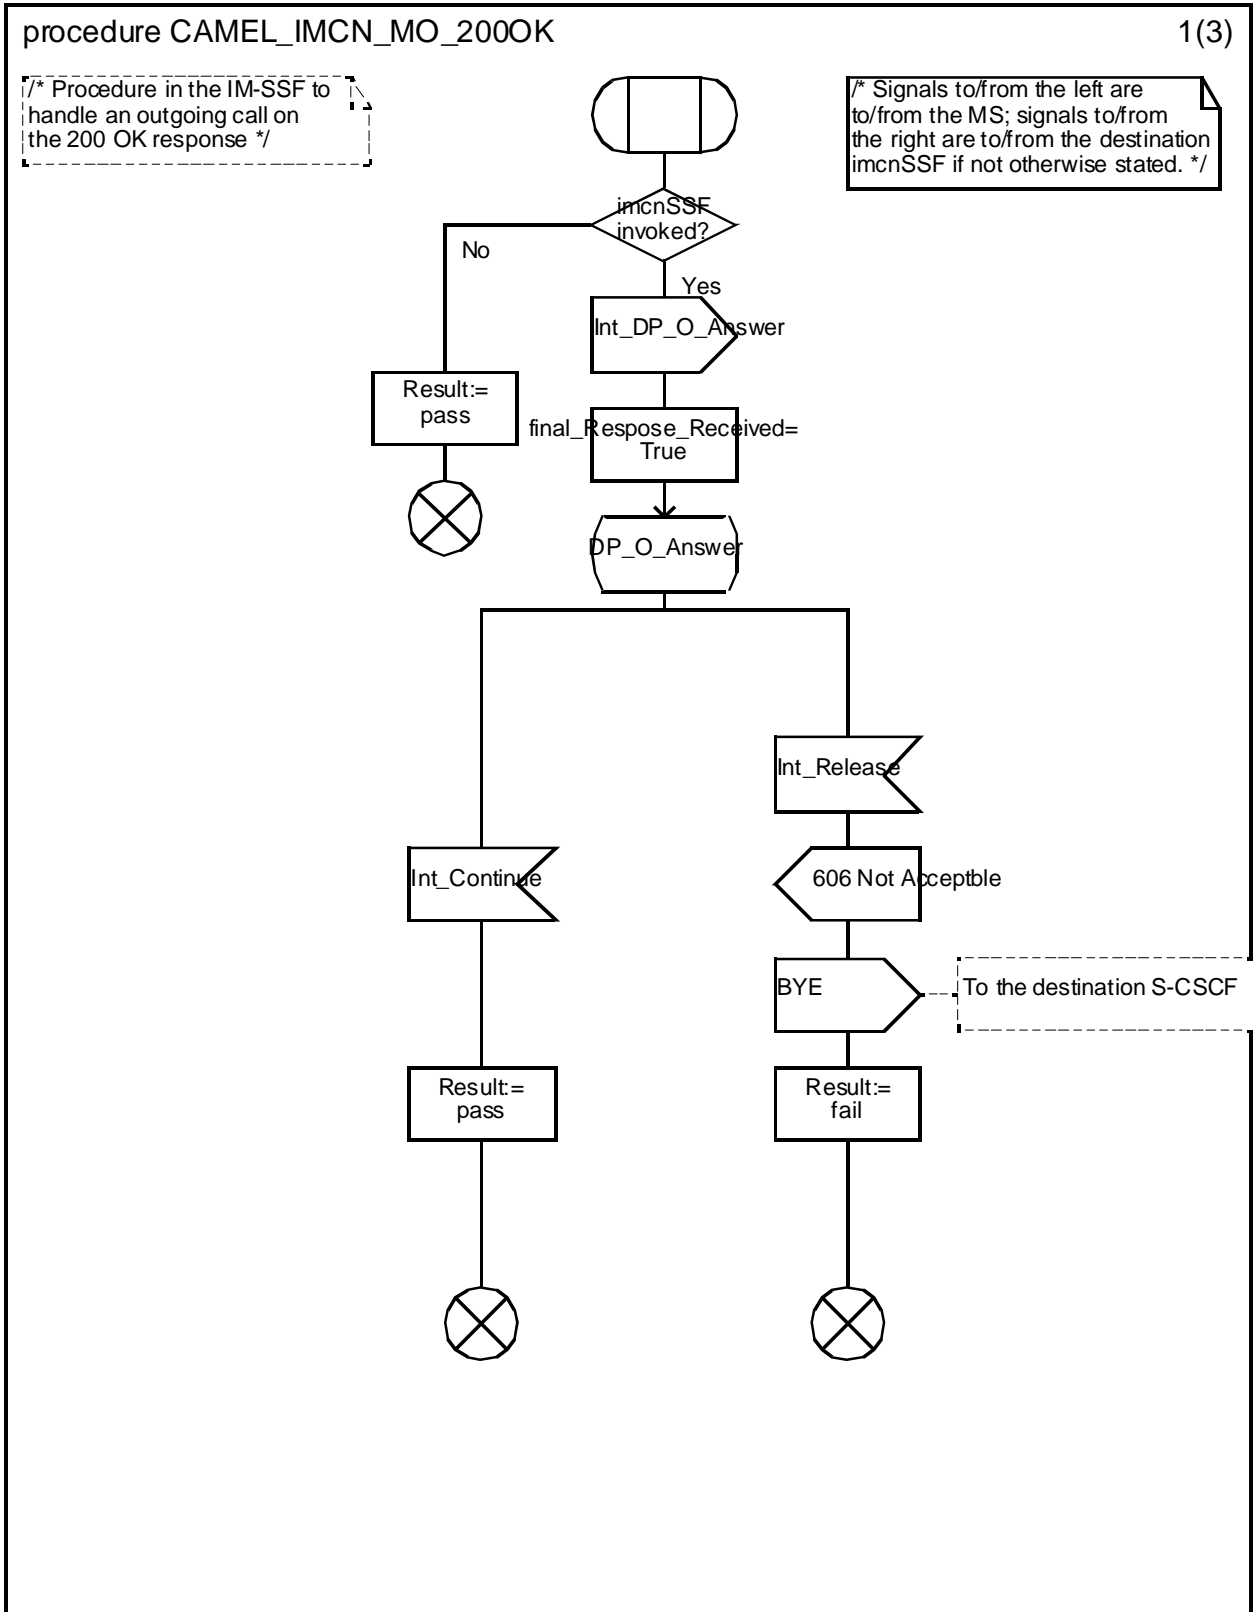 procedure CAMEL_IMCN_MO_200OK
1(3)
/* Procedure in the IM-SSF to
handle an outgoing call on
the 200 OK response */
/* Signals to/from the left are
to/from the MS; signals to/from
the right are to/from the destination
imcnSSF if not otherwise stated. */
imcnSSF
invoked?
No
Yes
Int_DP_O_Answer
Result:=
pass
final_Respose_Received=
True
DP_O_Answer
Int_Release
Int_Continue
606 Not Acceptble
BYE
To the destination S-CSCF
Result:=
pass
Result:=
fail